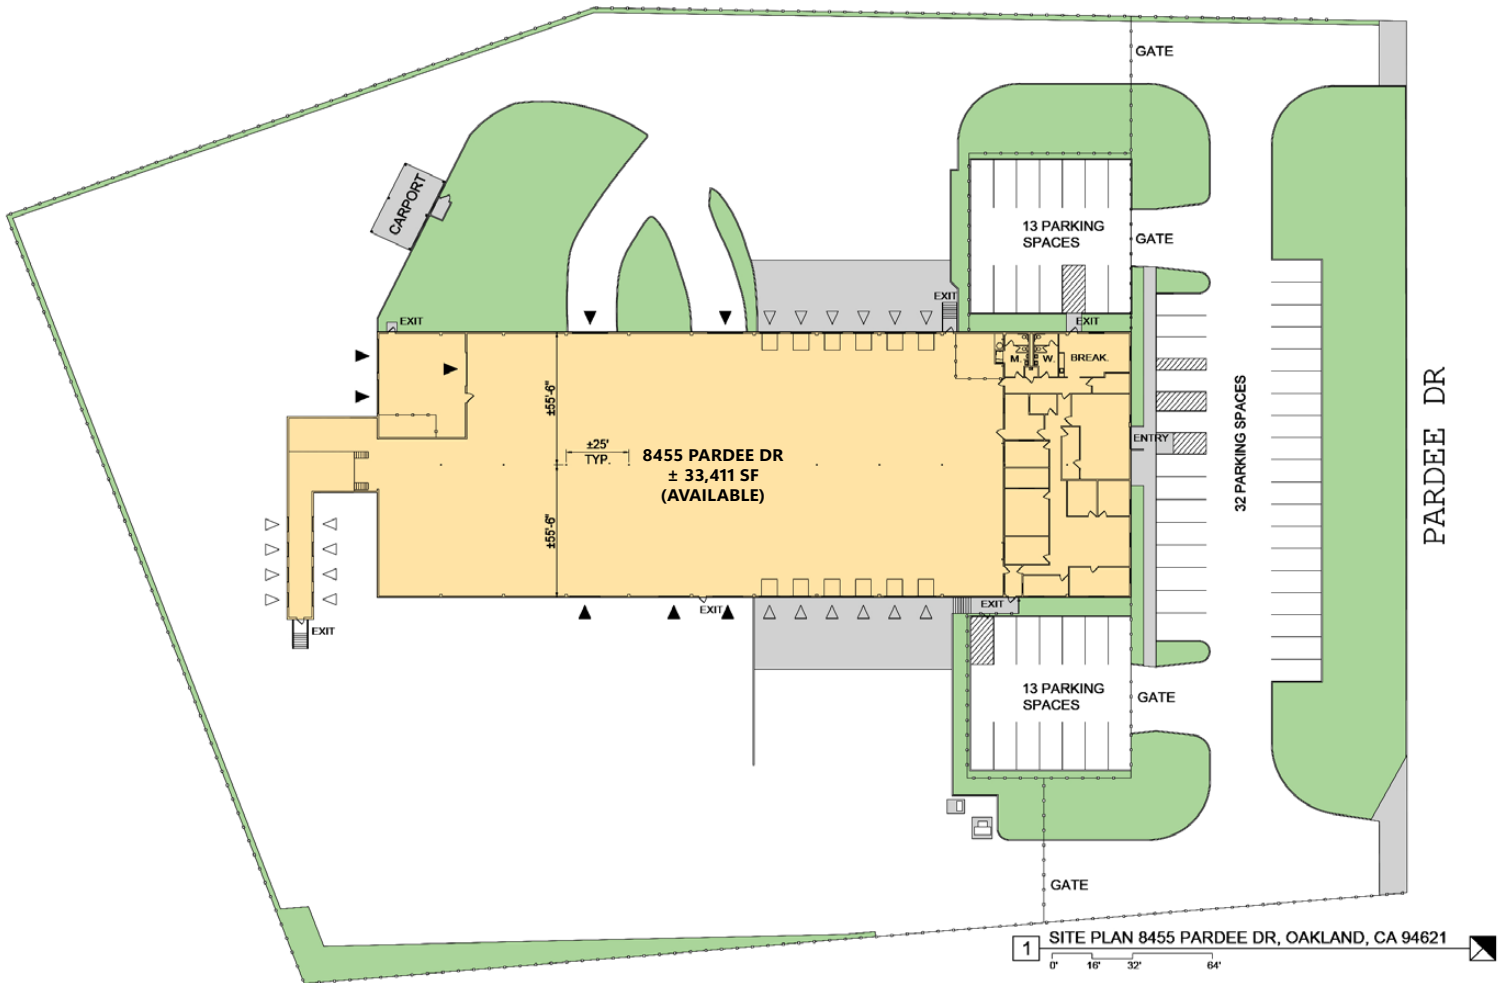 GATE
CARPORT
13 PARKING
SPACES
GATE
EXIT
EXIT
EXIT
M.
W.
BREAK.
±55'-6"
±25'
TYP.
8455 PARDEE DR
± 33,411 SF
(AVAILABLE)
ENTRY
32 PARKING SPACES
PARDEE DR
±55'-6"
EXIT
EXIT
EXIT
13 PARKING
SPACES
GATE
GATE
1
SITE PLAN 8455 PARDEE DR, OAKLAND, CA 94621
0' 16' 32' 64'